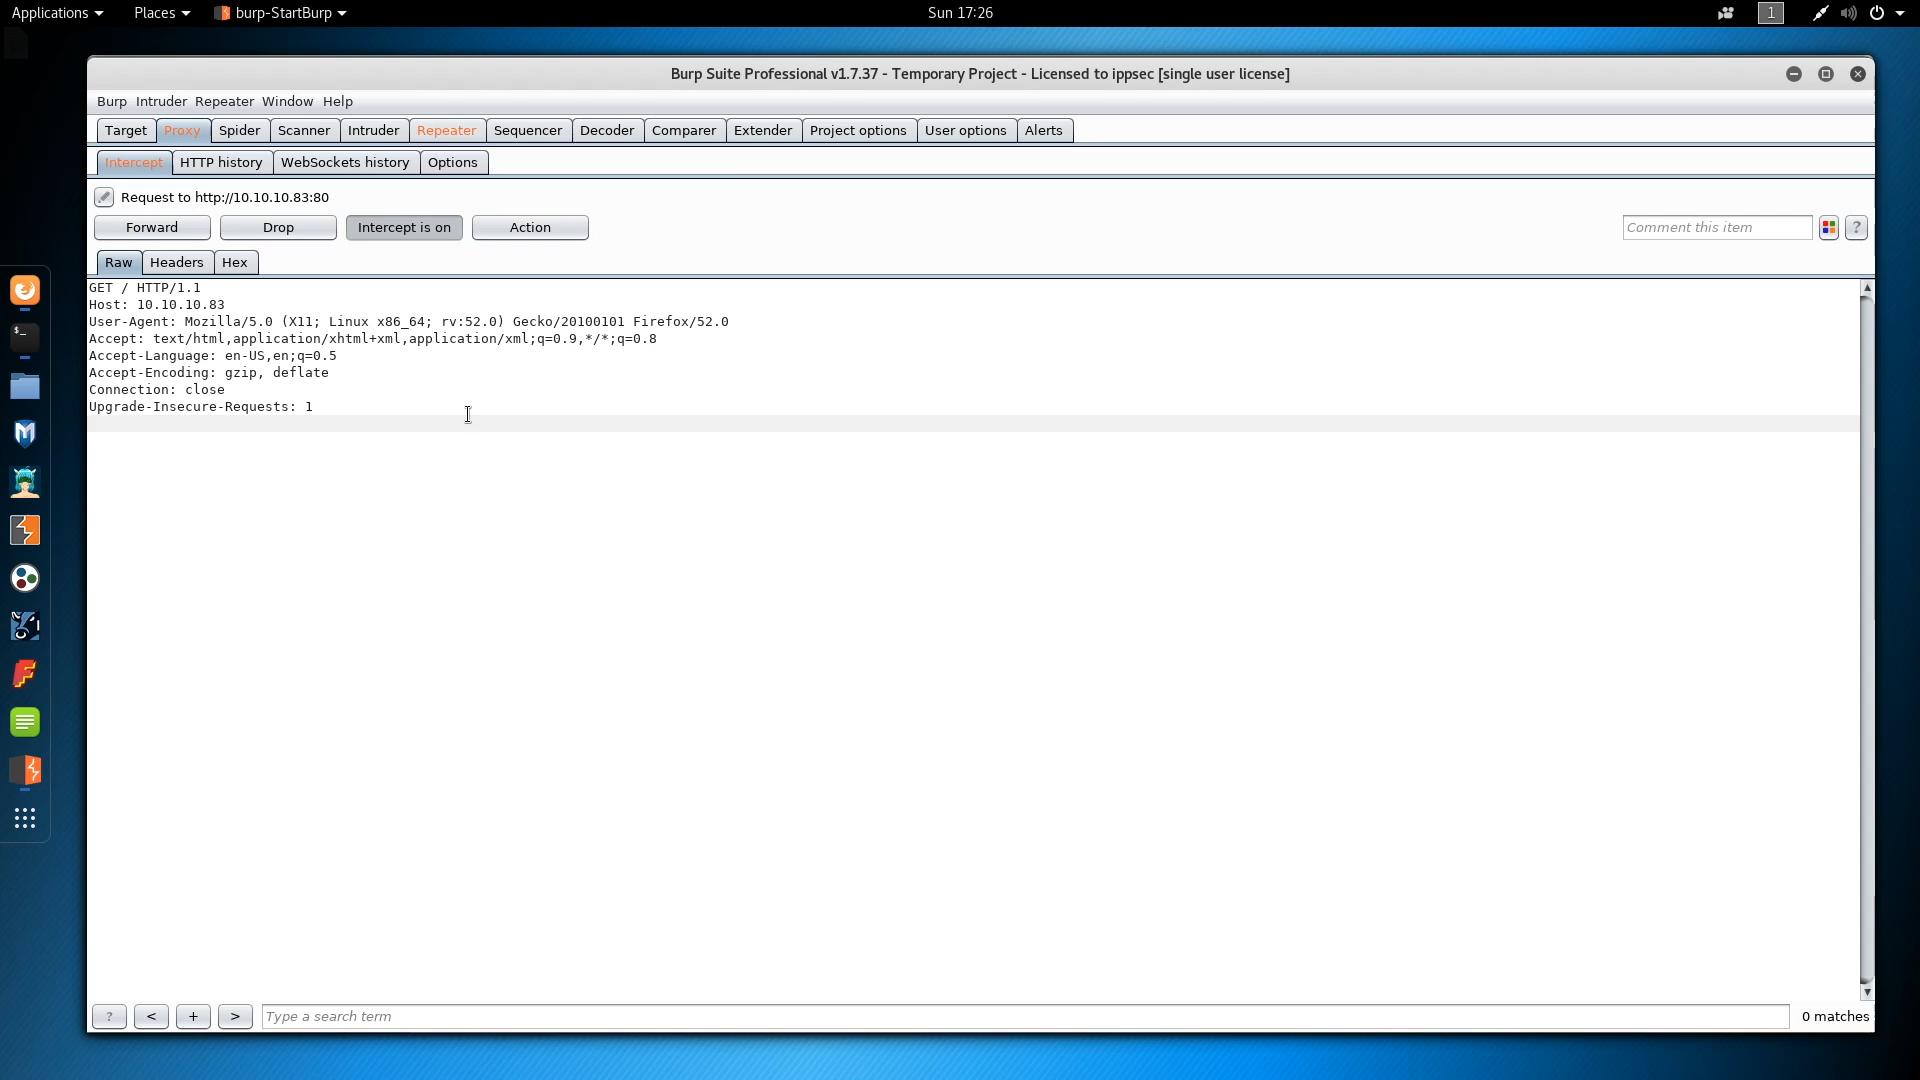 Applications Places burp-StartBurp Sun 17:26 1
Burp Suite Professional v1.7.37 - Temporary Project - Licensed to ippsec [single user license]
Burp Intruder Repeater Window Help
Target Proxy Spider Scanner Intruder Repeater Sequencer Decoder Comparer Extender Project options User options Alerts
Intercept HTTP history WebSockets history Options
Request to http://10.10.10.83:80
Forward Drop Intercept is on Action Comment this item ?
Raw Headers Hex
GET / HTTP/1.1
Host: 10.10.10.83
User-Agent: Mozilla/5.0 (X11; Linux x86_64; rv:52.0) Gecko/20100101 Firefox/52.0
Accept: text/html,application/xhtml+xml,application/xml;q=0.9,*/*;q=0.8
Accept-Language: en-US,en;q=0.5
Accept-Encoding: gzip, deflate
Connection: close
Upgrade-Insecure-Requests: 1
? < + > Type a search term 0 matches